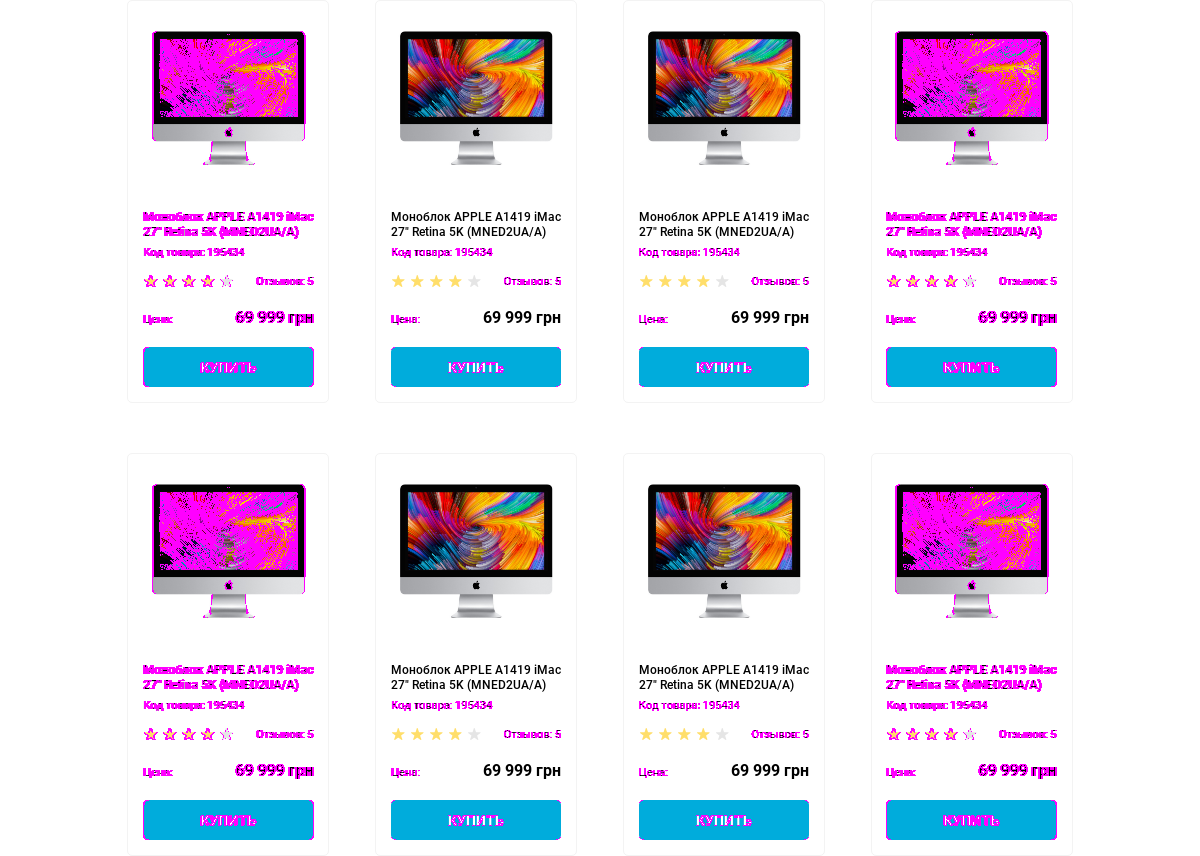 Моноблок APPLE A1419 iMac
27" Retina 5K (MNED2UA/A)
Код товара: 195434
Отзывов: 5
Цена: 69 999 грн
КУПИТЬ
Моноблок APPLE A1419 iMac
27" Retina 5K (MNED2UA/A)
Код товара: 195434
Отзывов: 5
Цена: 69 999 грн
КУПИТЬ
Моноблок APPLE A1419 iMac
27" Retina 5K (MNED2UA/A)
Код товара: 195434
Отзывов: 5
Цена: 69 999 грн
КУПИТЬ
Моноблок APPLE A1419 iMac
27" Retina 5K (MNED2UA/A)
Код товара: 195434
Отзывов: 5
Цена: 69 999 грн
КУПИТЬ
Моноблок APPLE A1419 iMac
27" Retina 5K (MNED2UA/A)
Код товара: 195434
Отзывов: 5
Цена: 69 999 грн
КУПИТЬ
Моноблок APPLE A1419 iMac
27" Retina 5K (MNED2UA/A)
Код товара: 195434
Отзывов: 5
Цена: 69 999 грн
КУПИТЬ
Моноблок APPLE A1419 iMac
27" Retina 5K (MNED2UA/A)
Код товара: 195434
Отзывов: 5
Цена: 69 999 грн
КУПИТЬ
Моноблок APPLE A1419 iMac
27" Retina 5K (MNED2UA/A)
Код товара: 195434
Отзывов: 5
Цена: 69 999 грн
КУПИТЬ